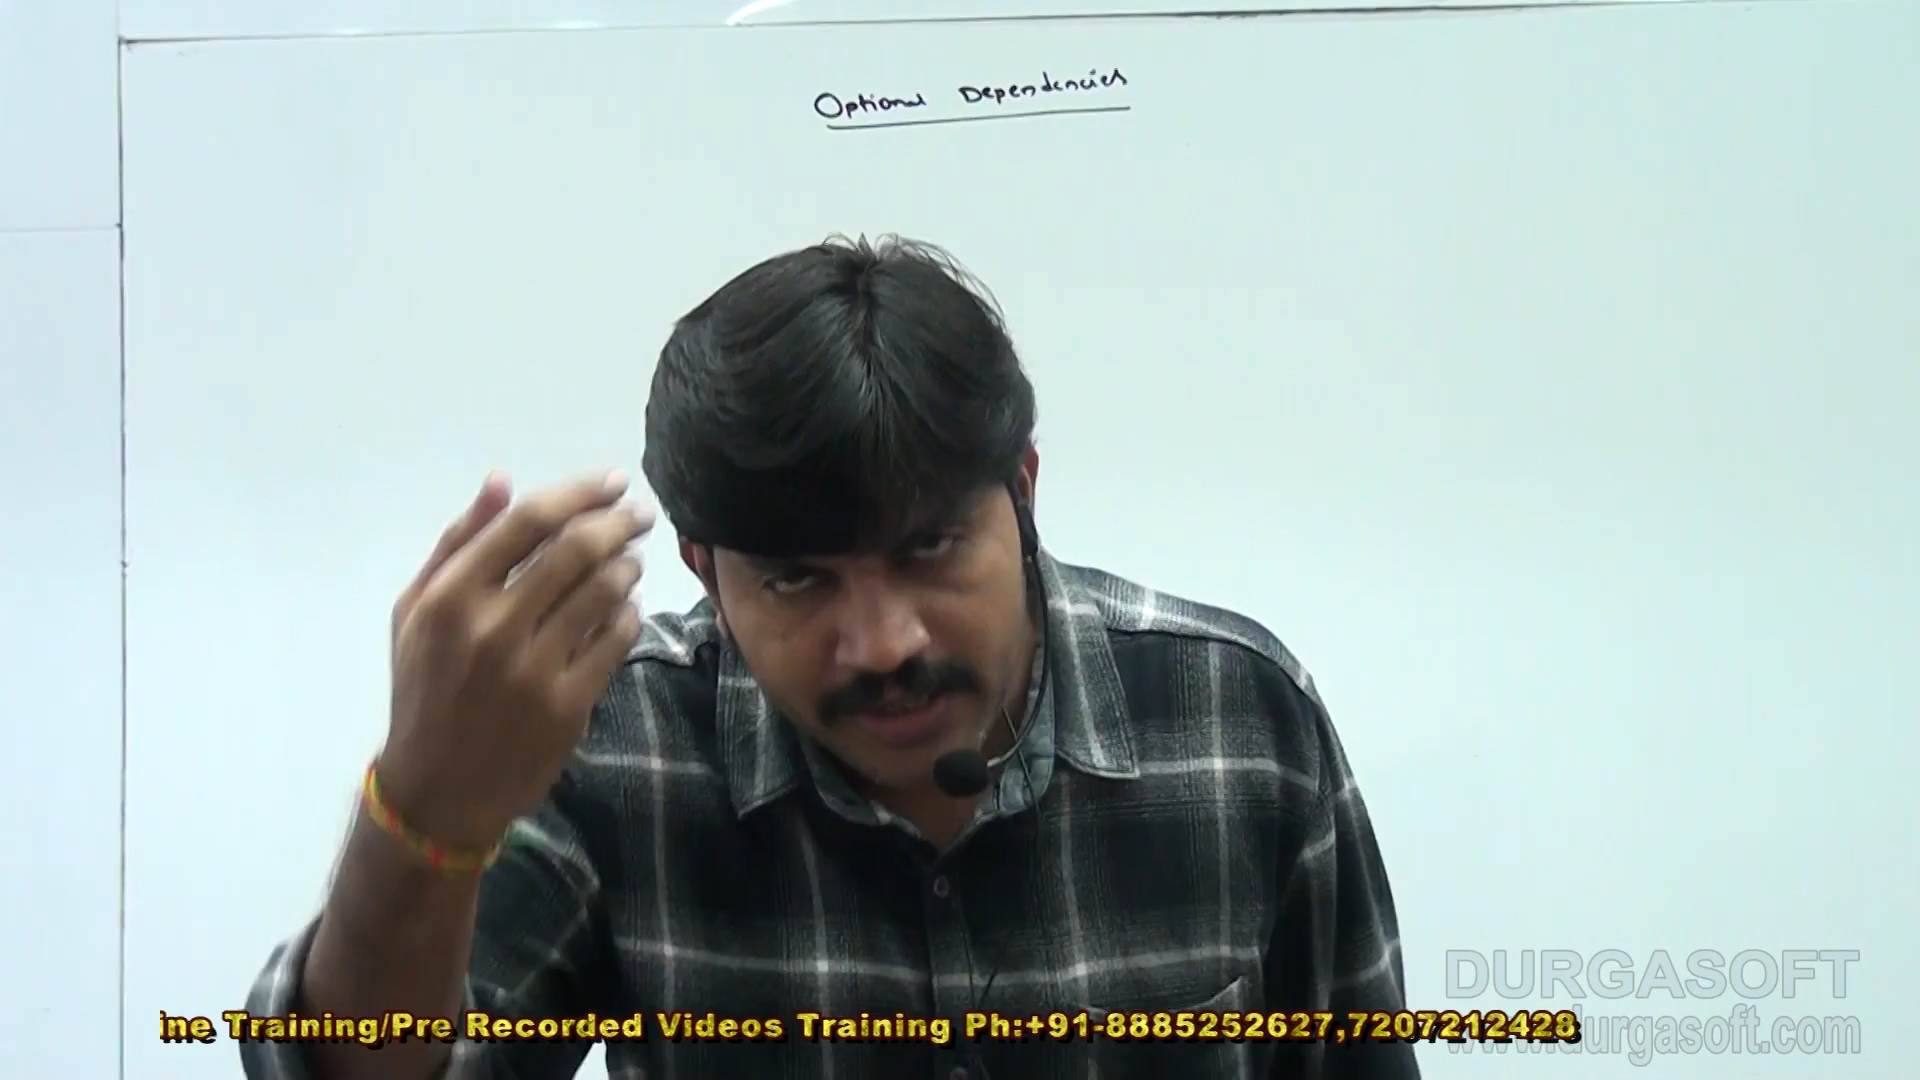 Optional Dependencies
DURGASOFT
www.durgasoft.com
ine Training/Pre Recorded Videos Training Ph:+91-8885252627,7207212428